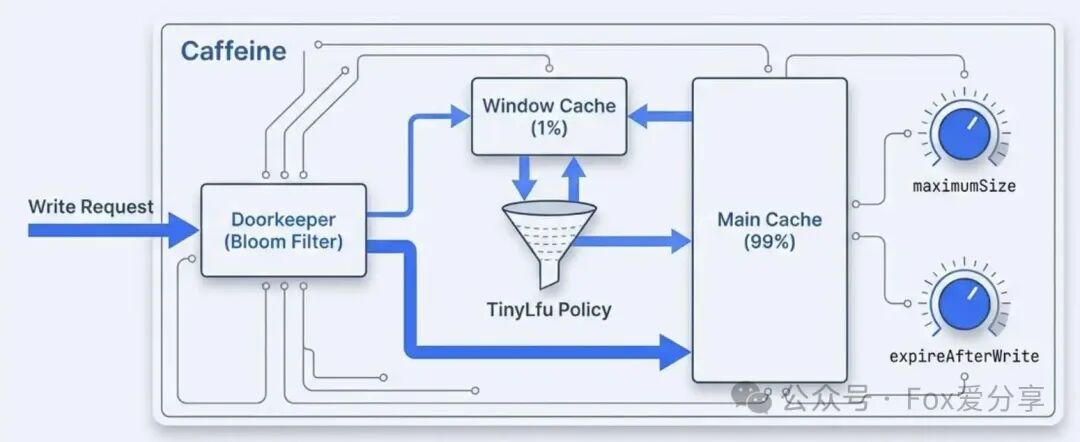 Caffeine
Window Cache
(1%)
Write Request
Doorkeeper
(Bloom Filter)
TinyLfu Policy
Main Cache
(99%)
maximumSize
expireAfterWrite
公众号 · Fox爱分享